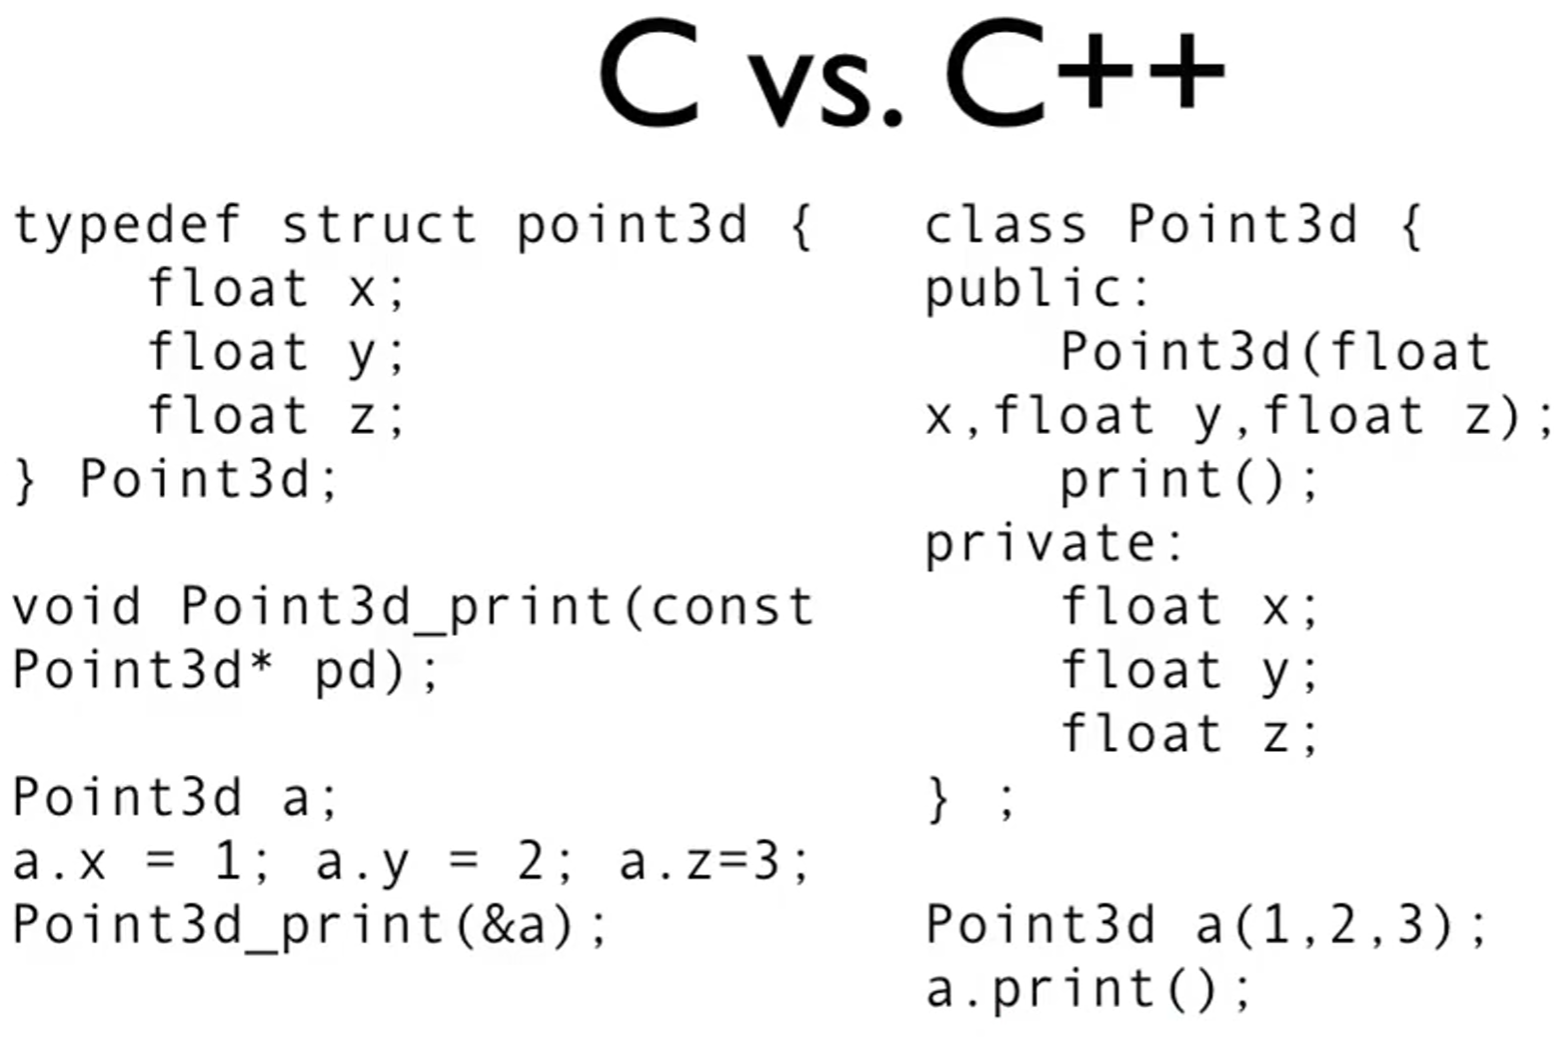 C vs. C++
typedef struct point3d {
    float x;
    float y;
    float z;
} Point3d;

void Point3d_print(const
Point3d* pd);

Point3d a;
a.x = 1; a.y = 2; a.z=3;
Point3d_print(&a);

class Point3d {
public:
    Point3d(float
x,float y,float z);
    print();
private:
    float x;
    float y;
    float z;
} ;

Point3d a(1,2,3);
a.print();